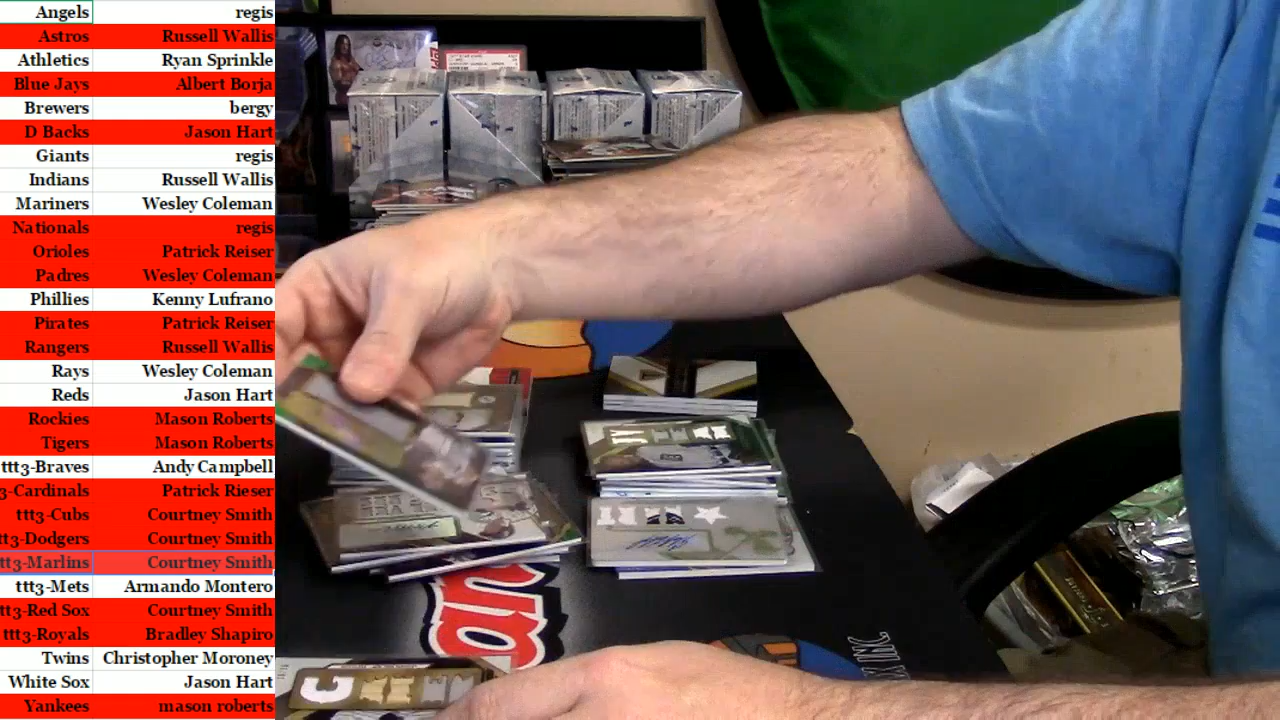 Angels regis
Astros Russell Wallis
Athletics Ryan Sprinkle
Blue Jays Albert Borja
Brewers bergy
D Backs Jason Hart
Giants regis
Indians Russell Wallis
Mariners Wesley Coleman
Nationals regis
Orioles Patrick Reiser
Padres Wesley Coleman
Phillies Kenny Lufrano
Pirates Patrick Reiser
Rangers Russell Wallis
Rays Wesley Coleman
Reds Jason Hart
Rockies Mason Roberts
Tigers Mason Roberts
ttt3-Braves Andy Campbell
3-Cardinals Patrick Rieser
ttt3-Cubs Courtney Smith
tt3-Dodgers Courtney Smith
tt3-Marlins Courtney Smith
ttt3-Mets Armando Montero
tt3-Red Sox Courtney Smith
ttt3-Royals Bradley Shapiro
Twins Christopher Moroney
White Sox Jason Hart
Yankees mason roberts
INC